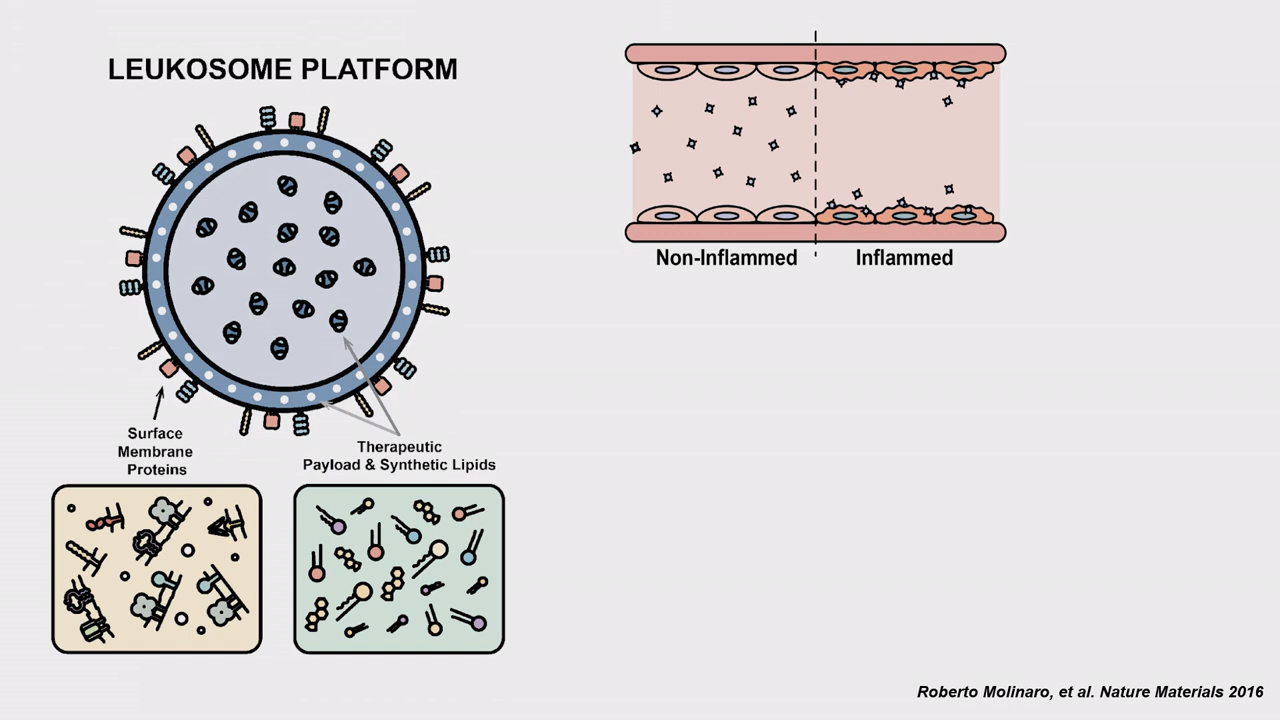 LEUKOSOME PLATFORM
Surface
Membrane
Proteins
Therapeutic
Payload & Synthetic Lipids
Non-Inflammed
Inflammed
Roberto Molinaro, et al. Nature Materials 2016